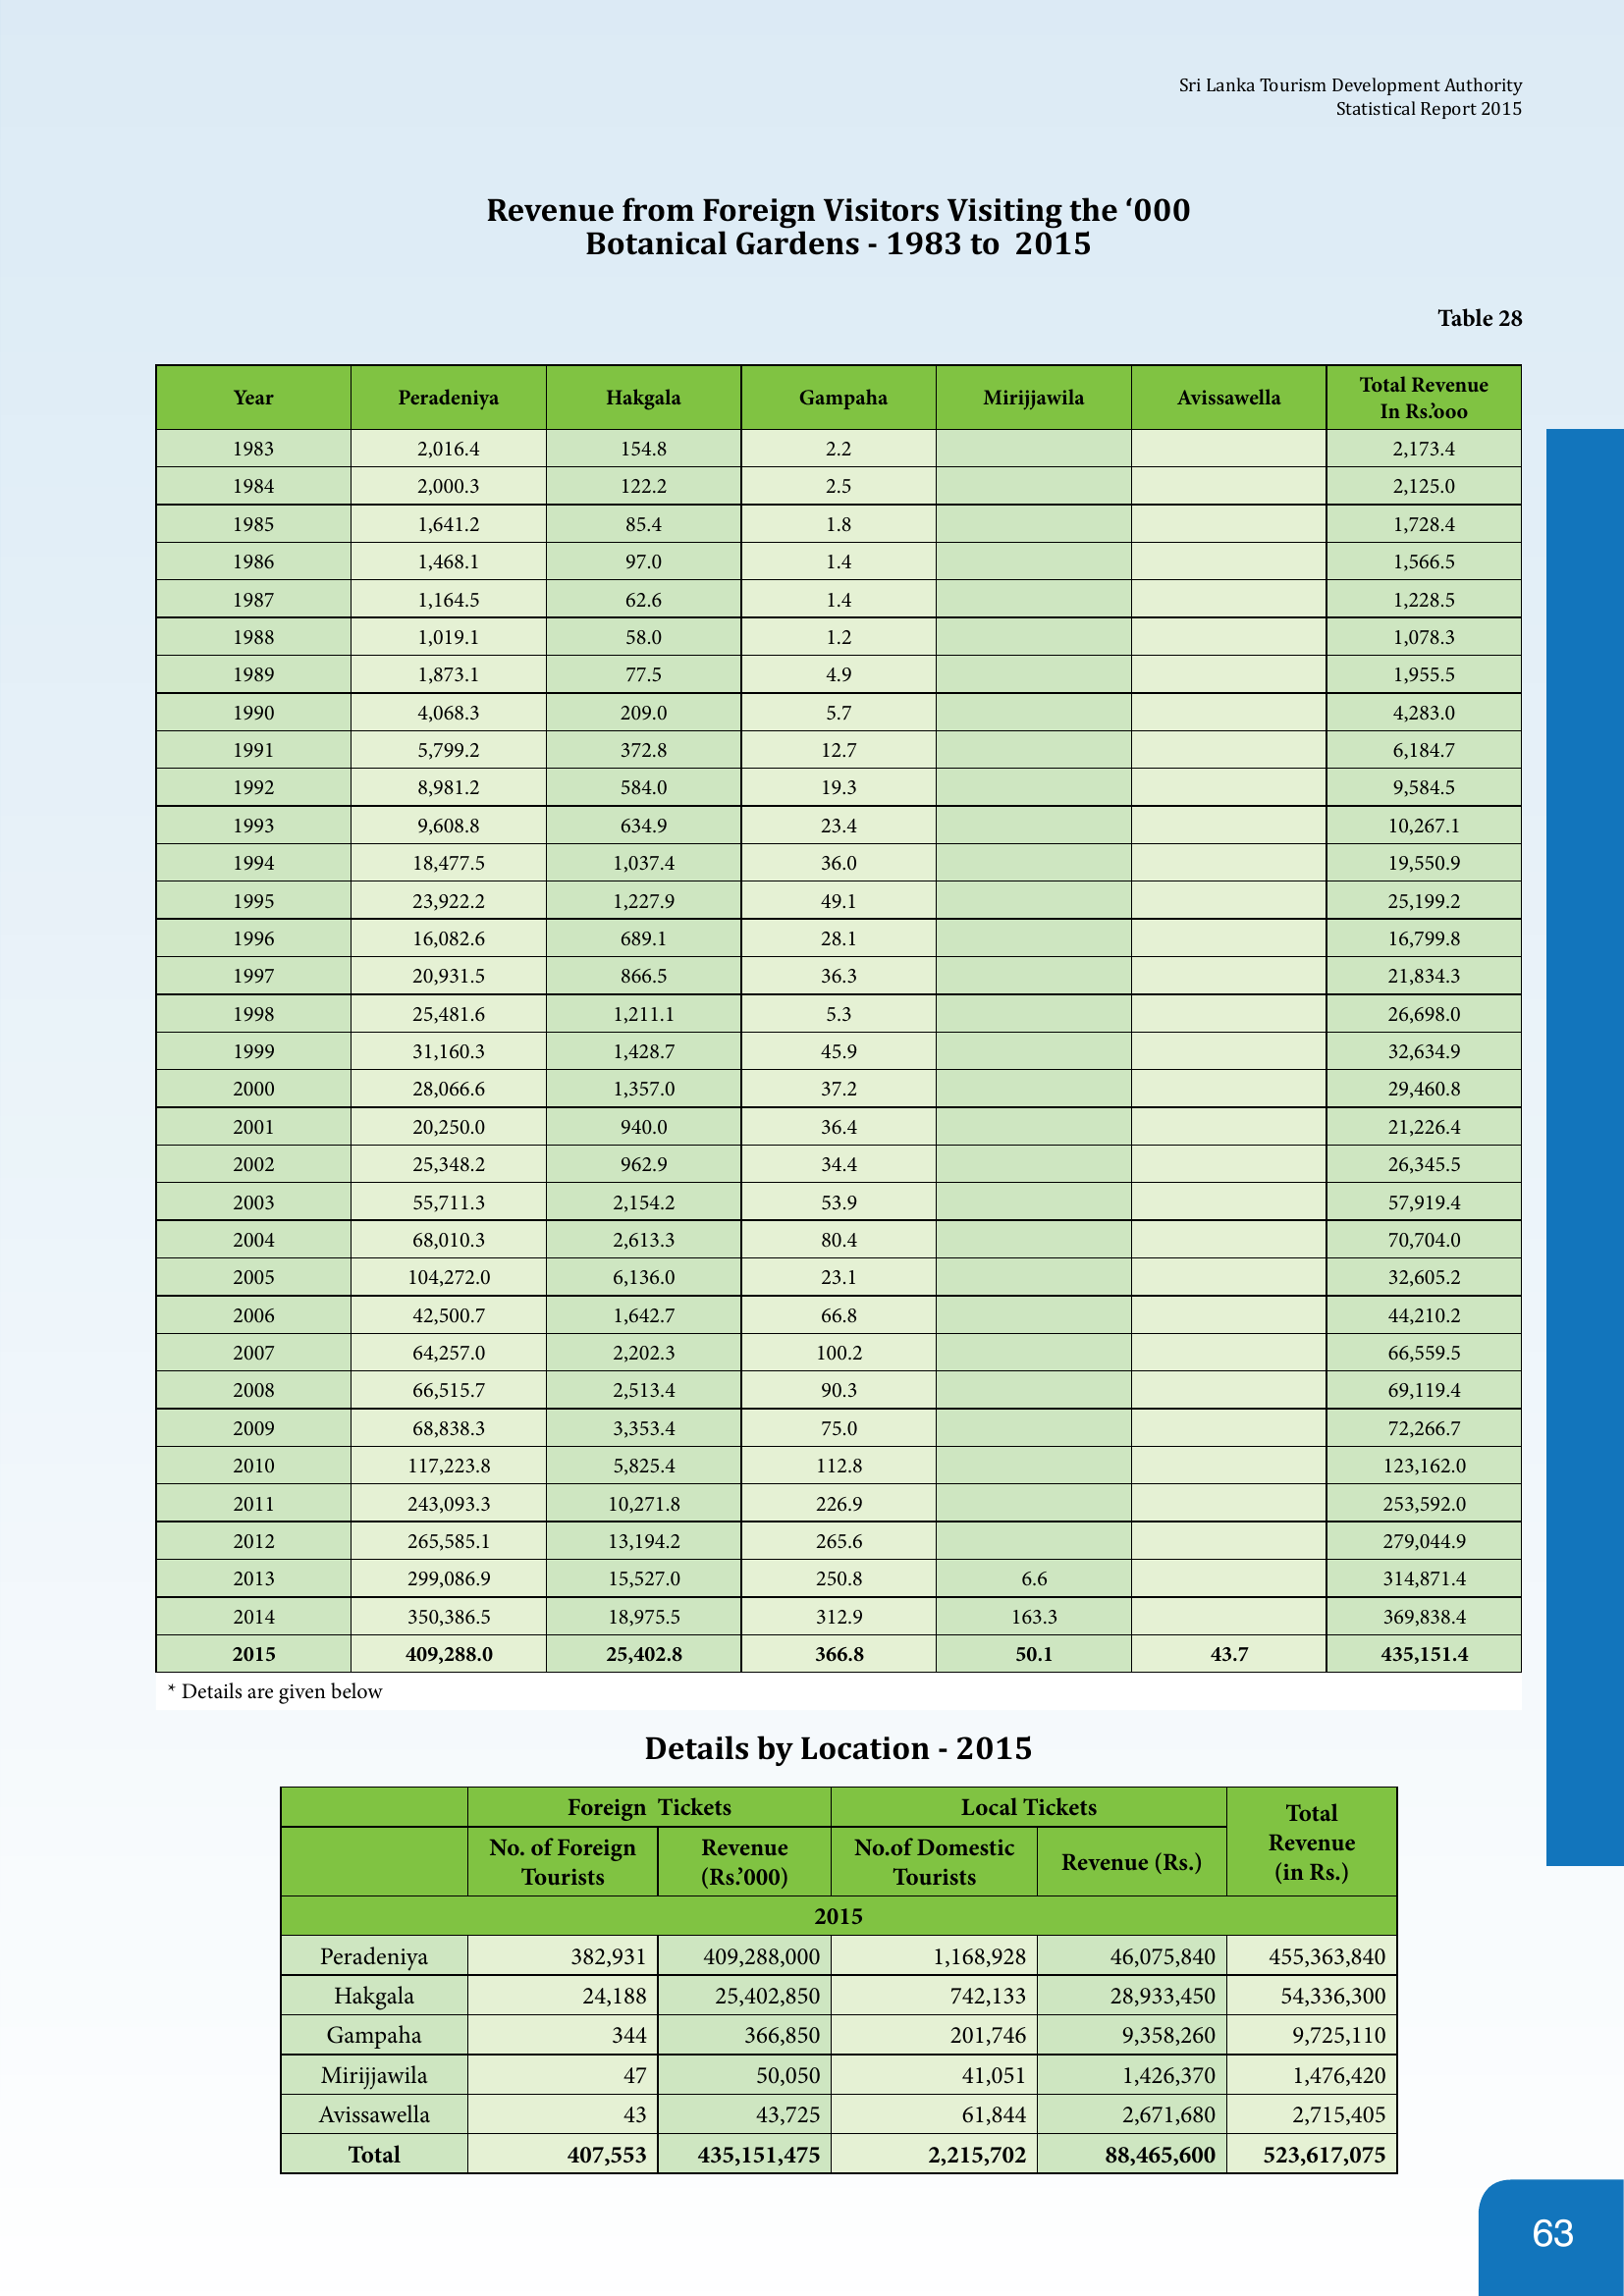 Sri Lanka Tourism Development Authority
Statistical Report 2015
Revenue from Foreign Visitors Visiting the ‘000
Botanical Gardens - 1983 to 2015
Table 28
Year Peradeniya Hakgala Gampaha Mirijjawila Avissawella Total Revenue In Rs.’ooo
1983 2,016.4 154.8 2.2 2,173.4
1984 2,000.3 122.2 2.5 2,125.0
1985 1,641.2 85.4 1.8 1,728.4
1986 1,468.1 97.0 1.4 1,566.5
1987 1,164.5 62.6 1.4 1,228.5
1988 1,019.1 58.0 1.2 1,078.3
1989 1,873.1 77.5 4.9 1,955.5
1990 4,068.3 209.0 5.7 4,283.0
1991 5,799.2 372.8 12.7 6,184.7
1992 8,981.2 584.0 19.3 9,584.5
1993 9,608.8 634.9 23.4 10,267.1
1994 18,477.5 1,037.4 36.0 19,550.9
1995 23,922.2 1,227.9 49.1 25,199.2
1996 16,082.6 689.1 28.1 16,799.8
1997 20,931.5 866.5 36.3 21,834.3
1998 25,481.6 1,211.1 5.3 26,698.0
1999 31,160.3 1,428.7 45.9 32,634.9
2000 28,066.6 1,357.0 37.2 29,460.8
2001 20,250.0 940.0 36.4 21,226.4
2002 25,348.2 962.9 34.4 26,345.5
2003 55,711.3 2,154.2 53.9 57,919.4
2004 68,010.3 2,613.3 80.4 70,704.0
2005 104,272.0 6,136.0 23.1 32,605.2
2006 42,500.7 1,642.7 66.8 44,210.2
2007 64,257.0 2,202.3 100.2 66,559.5
2008 66,515.7 2,513.4 90.3 69,119.4
2009 68,838.3 3,353.4 75.0 72,266.7
2010 117,223.8 5,825.4 112.8 123,162.0
2011 243,093.3 10,271.8 226.9 253,592.0
2012 265,585.1 13,194.2 265.6 279,044.9
2013 299,086.9 15,527.0 250.8 6.6 314,871.4
2014 350,386.5 18,975.5 312.9 163.3 369,838.4
2015 409,288.0 25,402.8 366.8 50.1 43.7 435,151.4
* Details are given below
Details by Location - 2015
Foreign Tickets Local Tickets Total Revenue (in Rs.)
No. of Foreign Tourists Revenue (Rs.’000) No.of Domestic Tourists Revenue (Rs.)
2015
Peradeniya 382,931 409,288,000 1,168,928 46,075,840 455,363,840
Hakgala 24,188 25,402,850 742,133 28,933,450 54,336,300
Gampaha 344 366,850 201,746 9,358,260 9,725,110
Mirijjawila 47 50,050 41,051 1,426,370 1,476,420
Avissawella 43 43,725 61,844 2,671,680 2,715,405
Total 407,553 435,151,475 2,215,702 88,465,600 523,617,075
63